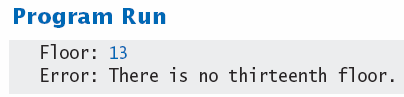 Program Run
Floor: 13
Error: There is no thirteenth floor.